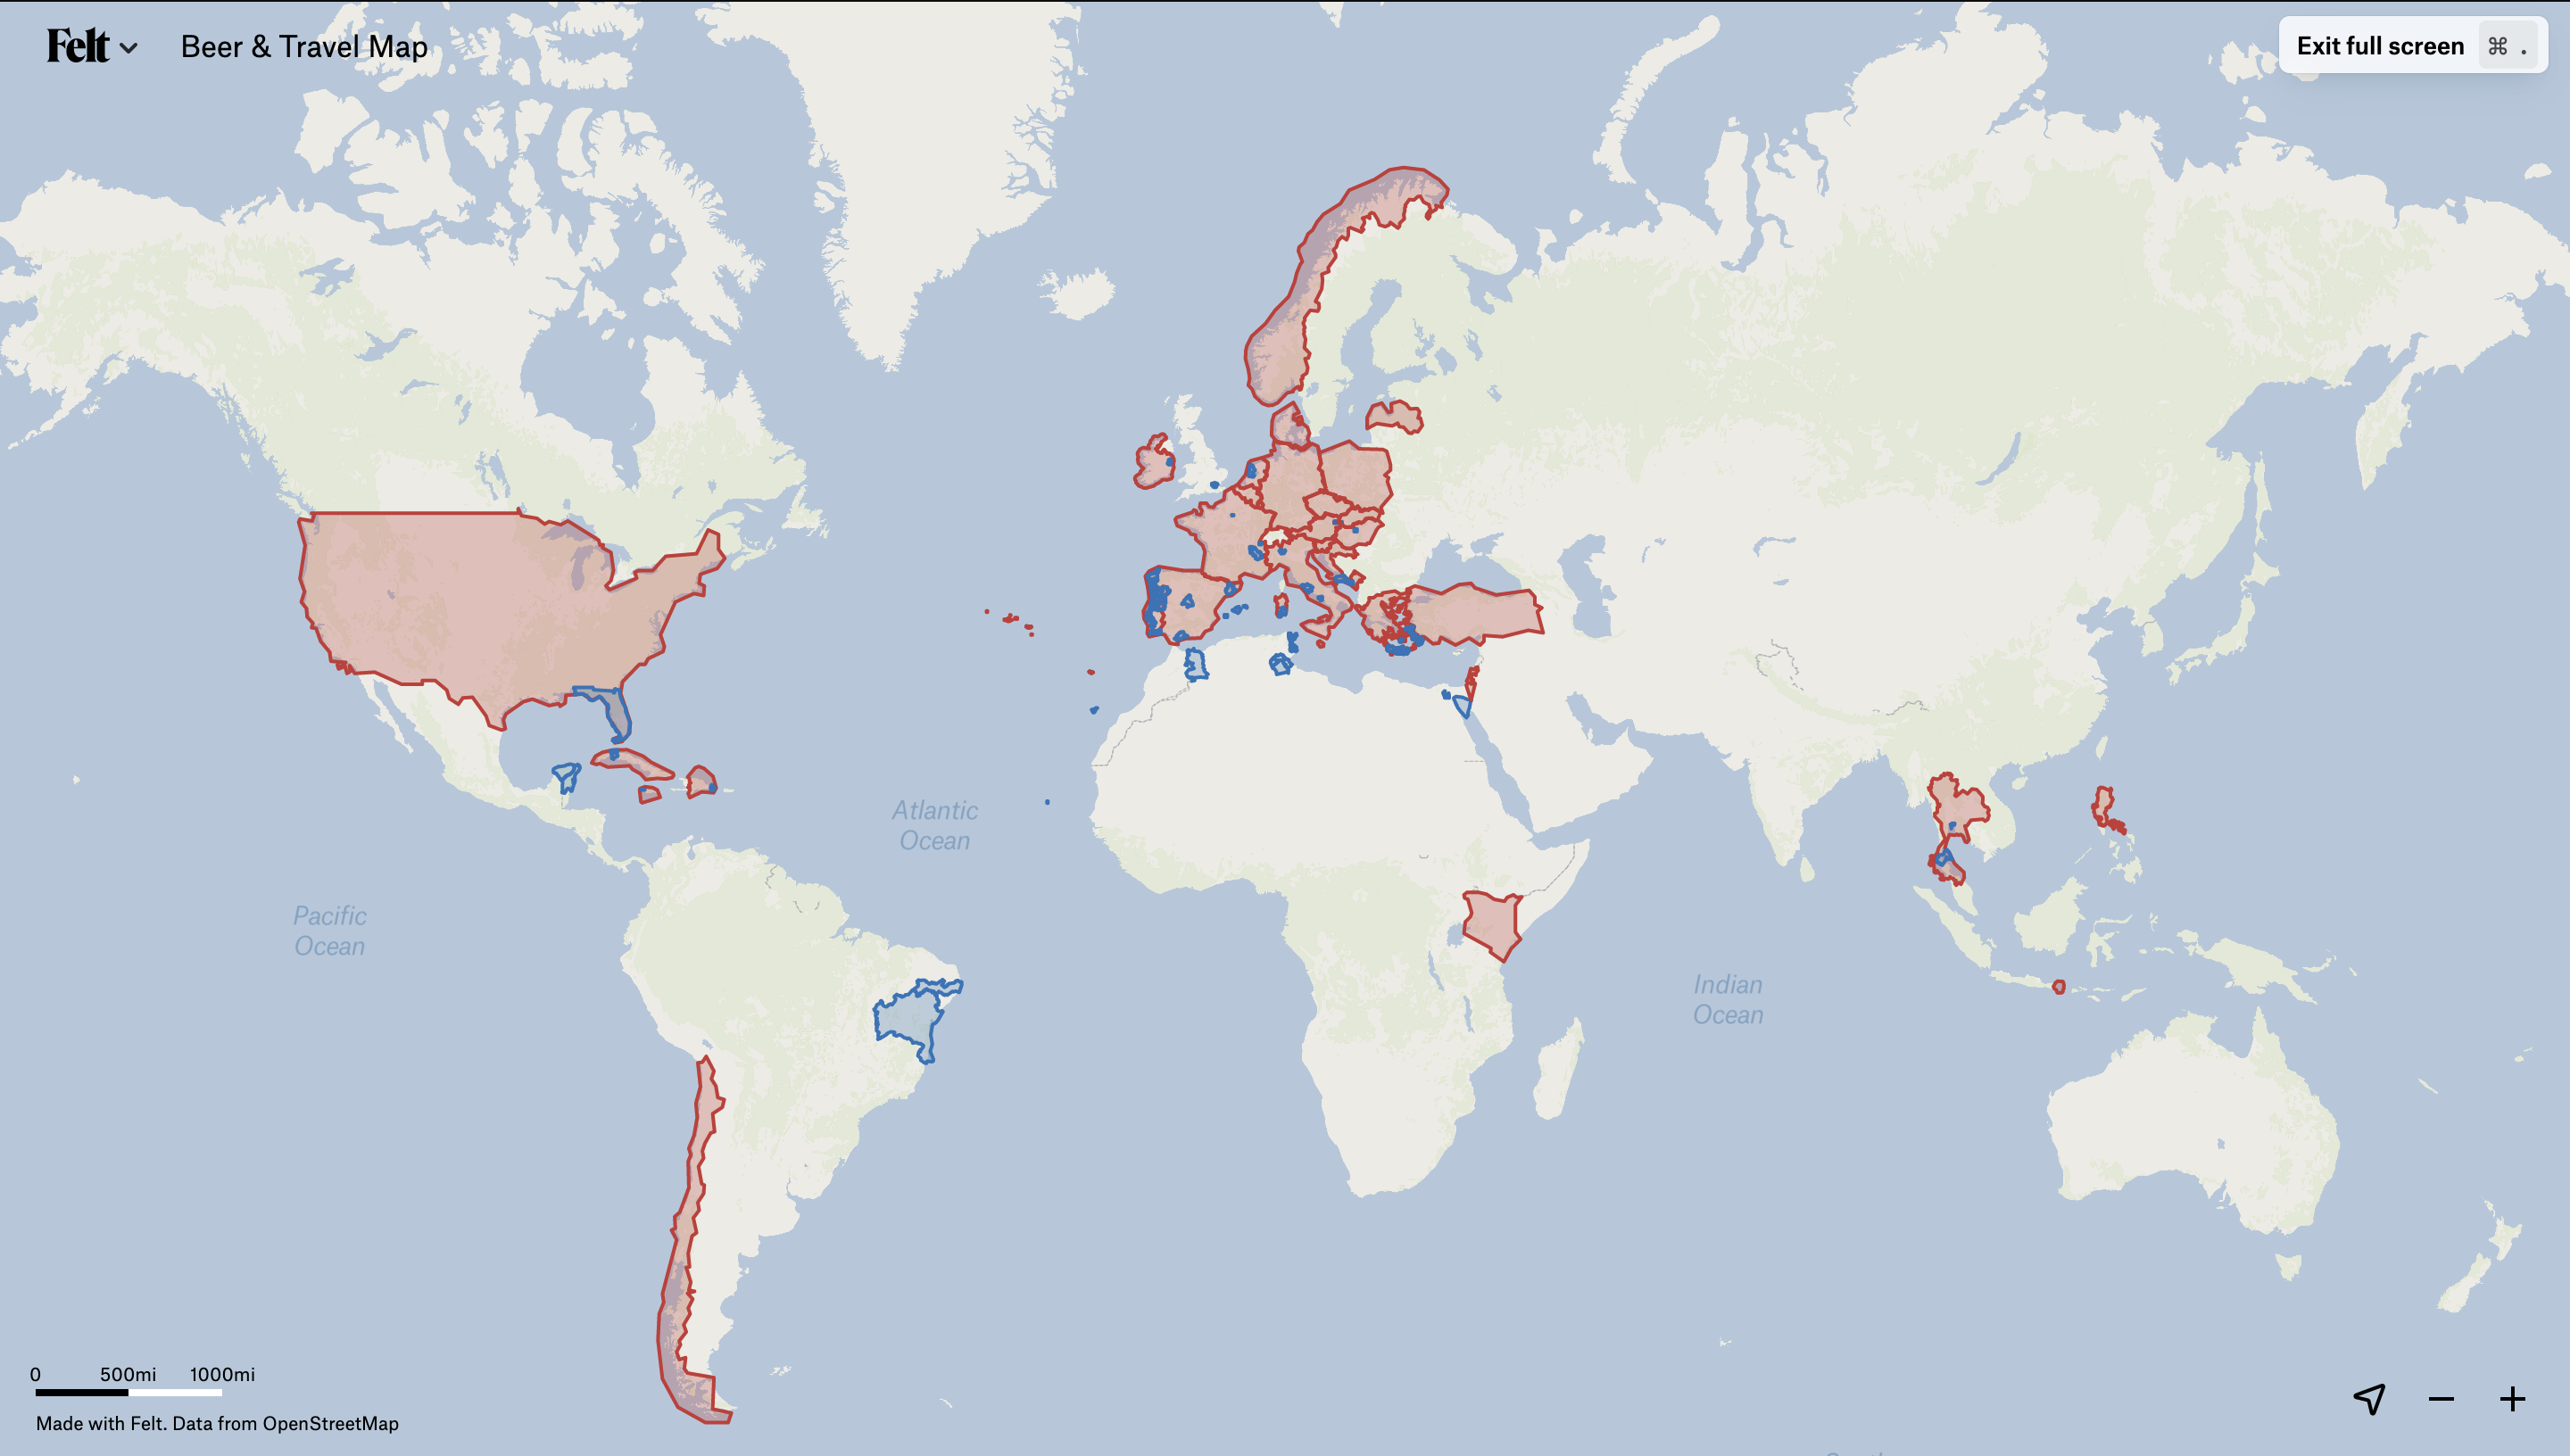 Felt
Beer & Travel Map
Exit full screen ⌘ .
Atlantic
Ocean
Pacific
Ocean
Indian
Ocean
0 500mi 1000mi
Made with Felt. Data from OpenStreetMap